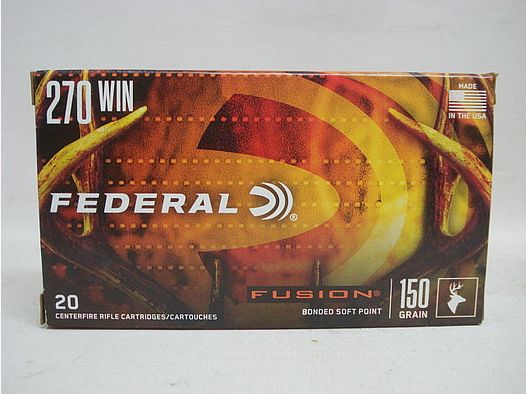 270 WIN
MADE
IN THE USA
FEDERAL®
FUSION®
20
CENTERFIRE RIFLE CARTRIDGES/CARTOUCHES
BONDED SOFT POINT
150
GRAIN